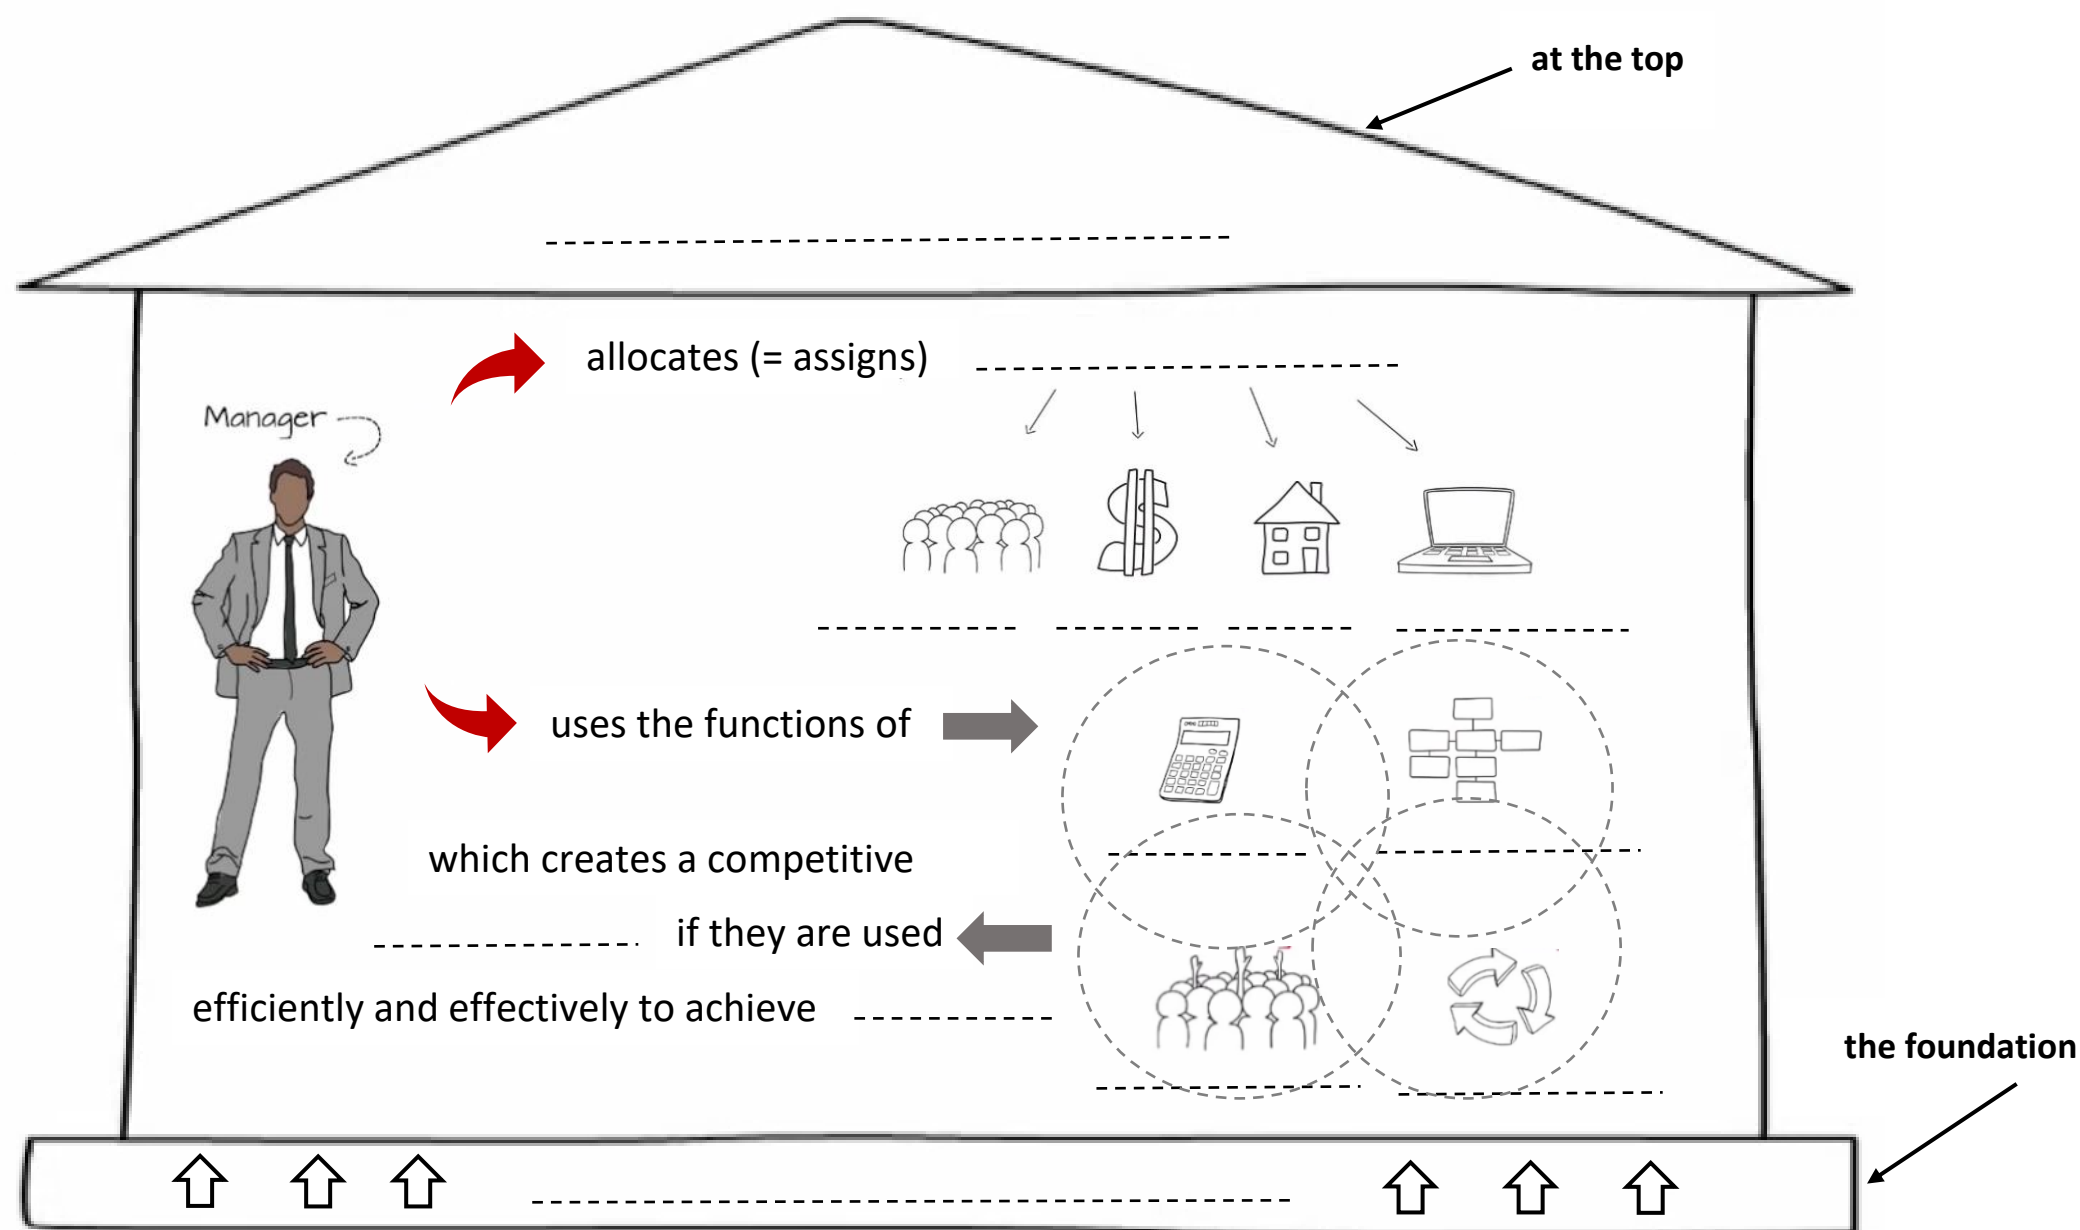 at the top
allocates (= assigns)
Manager
uses the functions of
which creates a competitive
if they are used
efficiently and effectively to achieve
the foundation